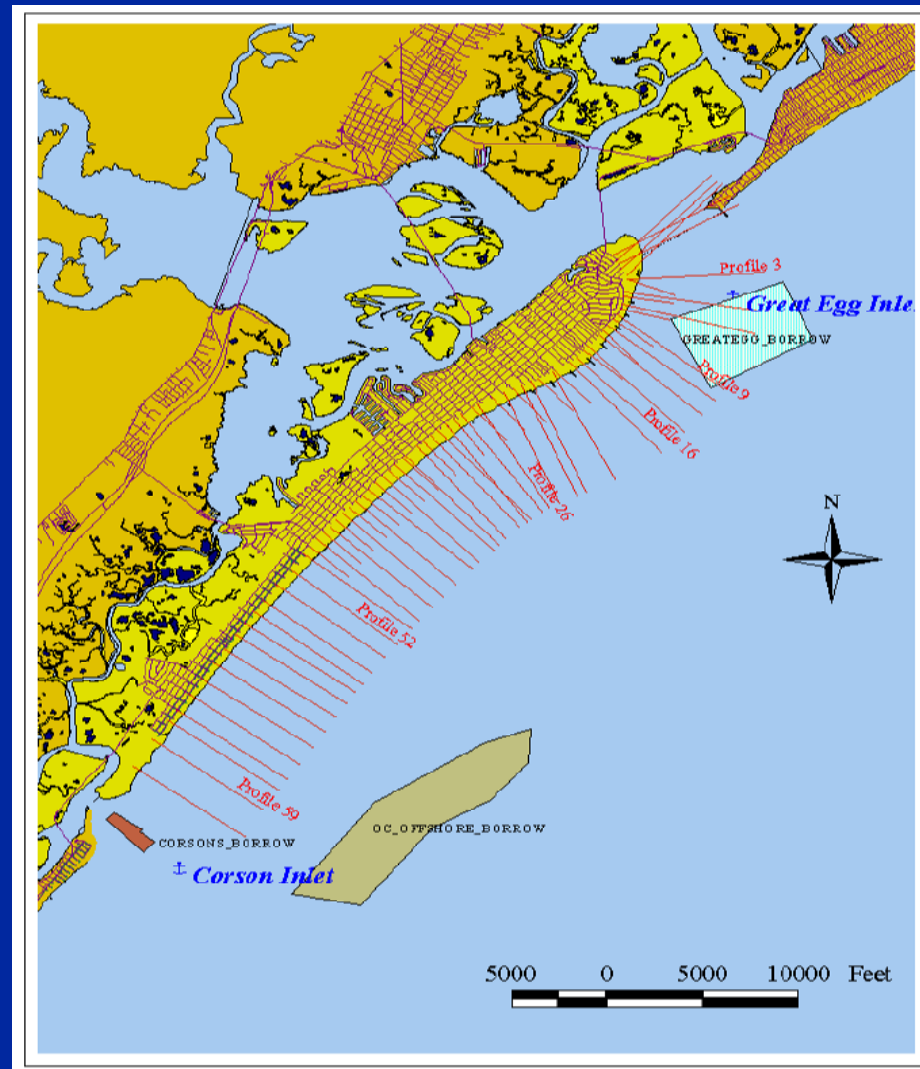 Profile 3
Great Egg Inle
GREATEGG_BORROW
Profile 9
Profile 16
Profile 26
N
Profile 52
Profile 59
OC_OFFSHORE_BORROW
CORSONS_BORROW
Corson Inlet
5000 0 5000 10000 Feet